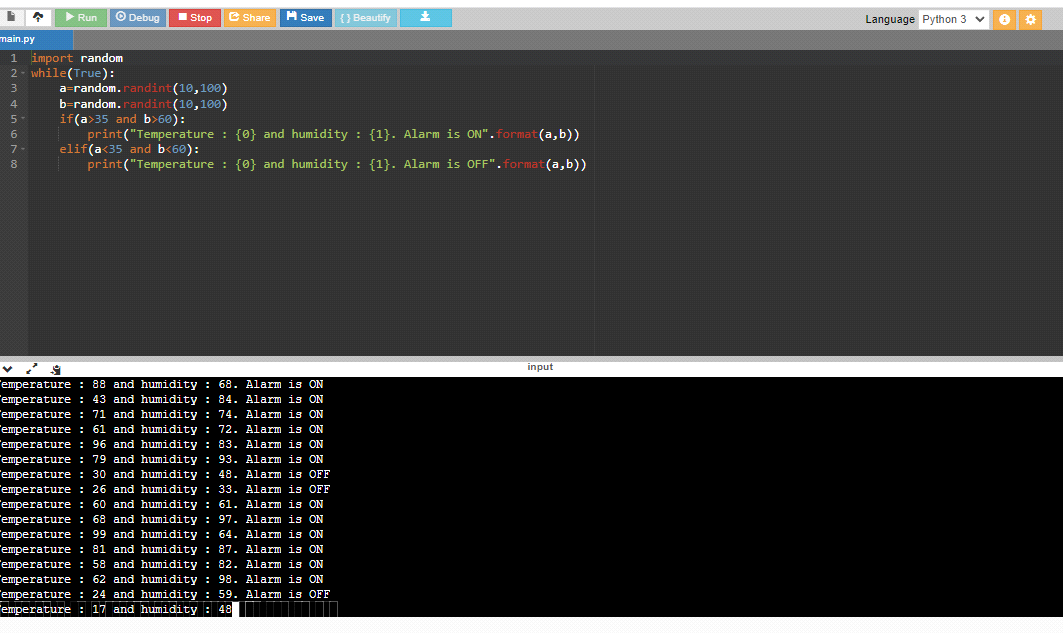 Run Debug Stop Share Save { } Beautify
Language Python 3
main.py
1 import random
2 while(True):
3 a=random.randint(10,100)
4 b=random.randint(10,100)
5 if(a>35 and b>60):
6 print("Temperature : {0} and humidity : {1}. Alarm is ON".format(a,b))
7 elif(a<35 and b<60):
8 print("Temperature : {0} and humidity : {1}. Alarm is OFF".format(a,b))
input
emperature : 88 and humidity : 68. Alarm is ON
emperature : 43 and humidity : 84. Alarm is ON
emperature : 71 and humidity : 74. Alarm is ON
emperature : 61 and humidity : 72. Alarm is ON
emperature : 96 and humidity : 83. Alarm is ON
emperature : 79 and humidity : 93. Alarm is ON
emperature : 30 and humidity : 48. Alarm is OFF
emperature : 26 and humidity : 33. Alarm is OFF
emperature : 60 and humidity : 61. Alarm is ON
emperature : 68 and humidity : 97. Alarm is ON
emperature : 99 and humidity : 64. Alarm is ON
emperature : 81 and humidity : 87. Alarm is ON
emperature : 58 and humidity : 82. Alarm is ON
emperature : 62 and humidity : 98. Alarm is ON
emperature : 24 and humidity : 59. Alarm is OFF
emperature : 17 and humidity : 48